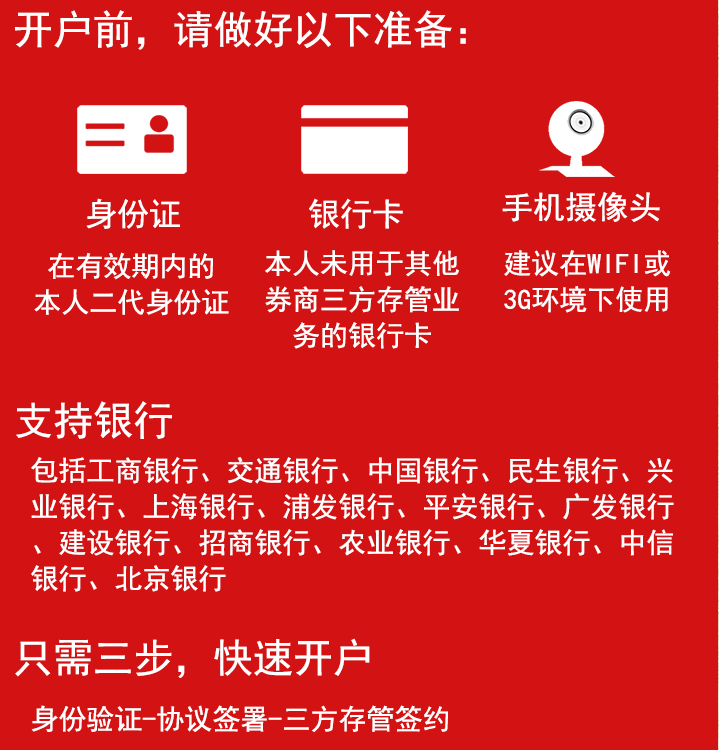 开户前，请做好以下准备：
身份证
银行卡
手机摄像头
在有效期内的
本人二代身份证
本人未用于其他
券商三方存管业
务的银行卡
建议在WIFI或
3G环境下使用
支持银行
包括工商银行、交通银行、中国银行、民生银行、兴
业银行、上海银行、浦发银行、平安银行、广发银行
、建设银行、招商银行、农业银行、华夏银行、中信
银行、北京银行
只需三步，快速开户
身份验证-协议签署-三方存管签约